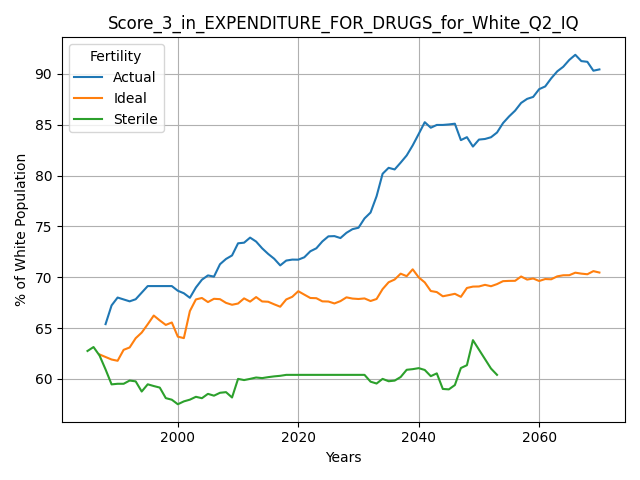 Score_3_in_EXPENDITURE_FOR_DRUGS_for_White_Q2_IQ
Fertility
Actual
Ideal
Sterile
% of White Population
90
85
80
75
70
65
60
2000
2020
2040
2060
Years